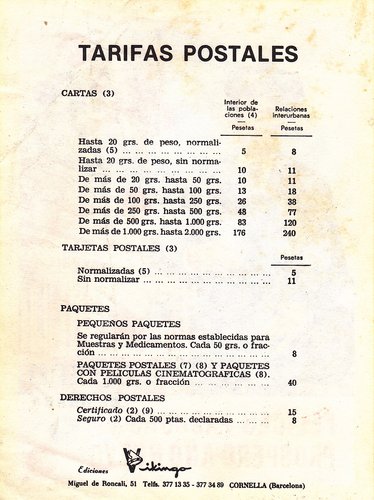 TARIFAS POSTALES
CARTAS (3)
Interior de las poblaciones (4)
Relaciones interurbanas
Pesetas Pesetas
Hasta 20 grs. de peso, normali-
zadas (5) ... ... ... ... ... ... ... ... 5 8
Hasta 20 grs. de peso, sin norma-
lizar ... ... ... ... ... ... ... ... ... 10 11
De más de 20 grs. hasta 50 grs. 10 11
De más de 50 grs. hasta 100 grs. 13 18
De más de 100 grs. hasta 250 grs. 26 38
De más de 250 grs. hasta 500 grs. 48 77
De más de 500 grs. hasta 1.000 grs. 83 120
De más de 1.000 grs. hasta 2.000 grs. 176 240
TARJETAS POSTALES (3)
Pesetas
Normalizadas (5) ... ... ... ... ... ... ... ... ... 5
Sin normalizar ... ... ... ... ... ... ... ... ... 11
PAQUETES
PEQUEÑOS PAQUETES
Se regularán por las normas establecidas para
Muestras y Medicamentos. Cada 50 grs. o frac-
ción ... ... ... ... ... ... ... ... ... ... ... 8
PAQUETES POSTALES (7) (8) Y PAQUETES
CON PELICULAS CINEMATOGRAFICAS (8).
Cada 1.000 grs. o fracción ... ... ... ... ... 40
DERECHOS POSTALES
Certificado (2) (9) ... ... ... ... ... ... ... ... 15
Seguro (2) Cada 500 ptas. declaradas ... ... ... 8
Ediciones Vikingo
Miguel de Roncali, 51 Telfs. 377 13 35 - 377 34 89 CORNELLA (Barcelona)